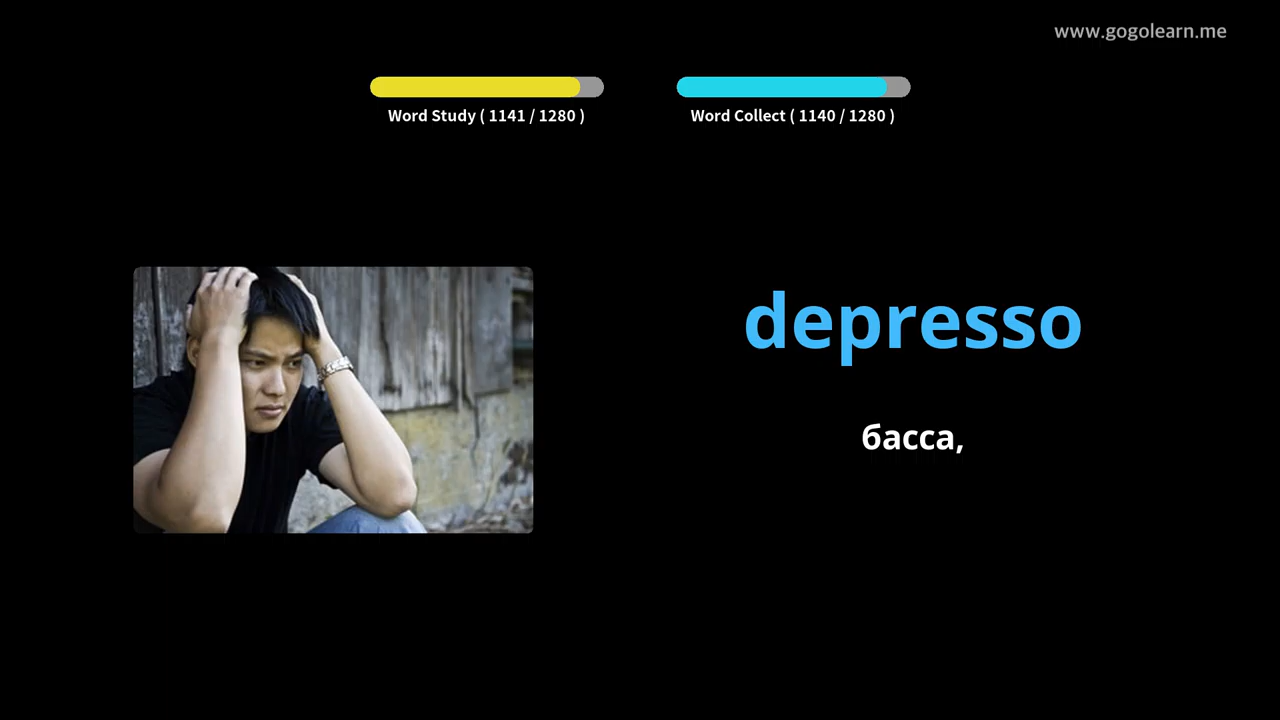 www.gogolearn.me
Word Study ( 1141 / 1280 )
Word Collect ( 1140 / 1280 )
depresso
басса,